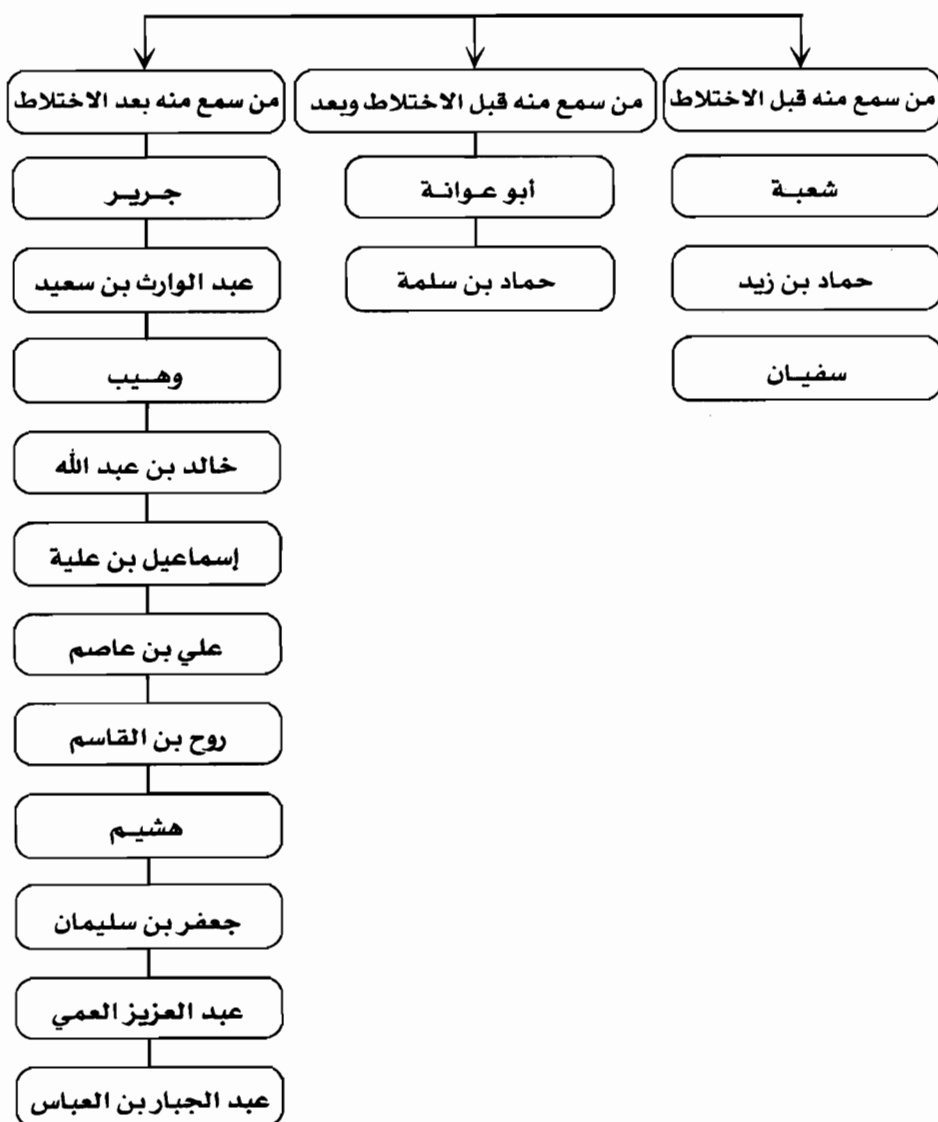 من سمع منه قبل الاختلاط
شعبة
حماد بن زيد
سفيان
من سمع منه قبل الاختلاط وبعد
أبو عوانة
حماد بن سلمة
من سمع منه بعد الاختلاط
جرير
عبد الوارث بن سعيد
وهيب
خالد بن عبد الله
إسماعيل بن علية
علي بن عاصم
روح بن القاسم
هشيم
جعفر بن سليمان
عبد العزيز العمي
عبد الجبار بن العباس